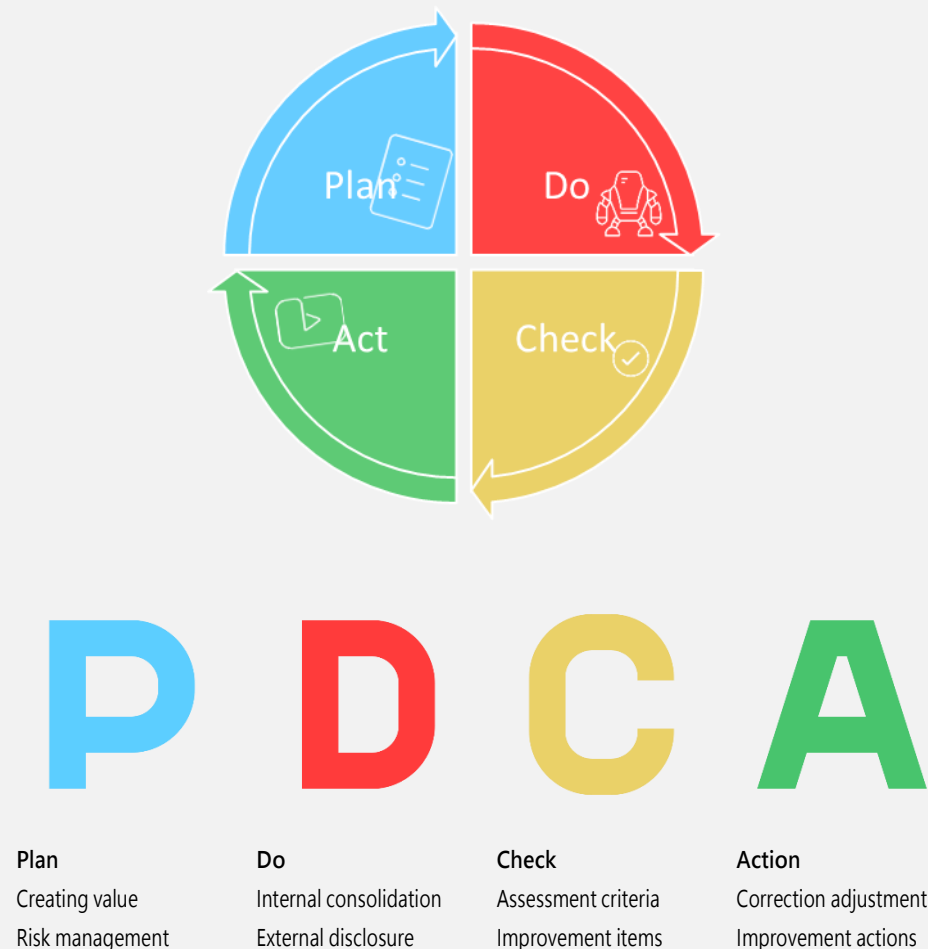 Plan
Do
Act
Check
P D C A
Plan
Creating value
Risk management
Do
Internal consolidation
External disclosure
Check
Assessment criteria
Improvement items
Action
Correction adjustment
Improvement actions